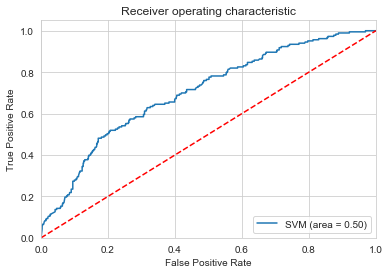 Receiver operating characteristic
True Positive Rate
1.0
0.8
0.6
0.4
0.2
0.0
SVM (area = 0.50)
0.0 0.2 0.4 0.6 0.8 1.0
False Positive Rate